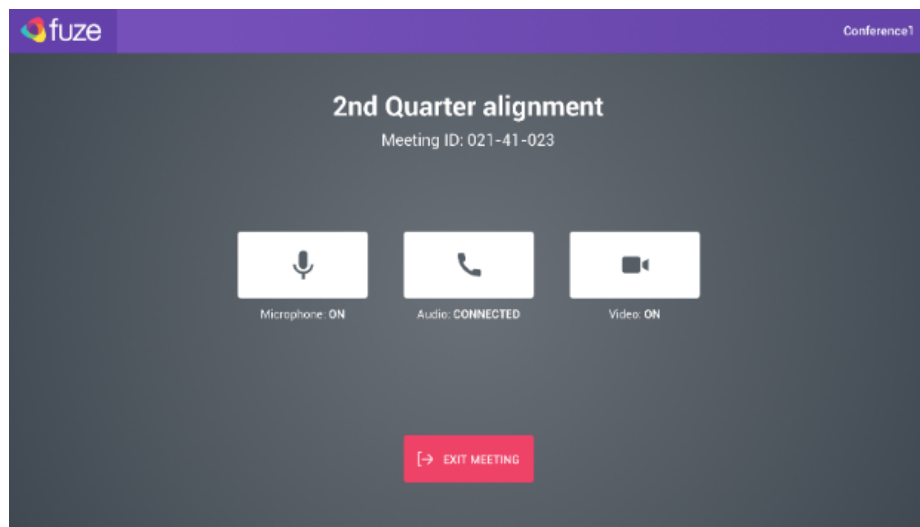 fuze
Conference1
2nd Quarter alignment
Meeting ID: 021-41-023
Microphone: ON
Audio: CONNECTED
Video: ON
EXIT MEETING